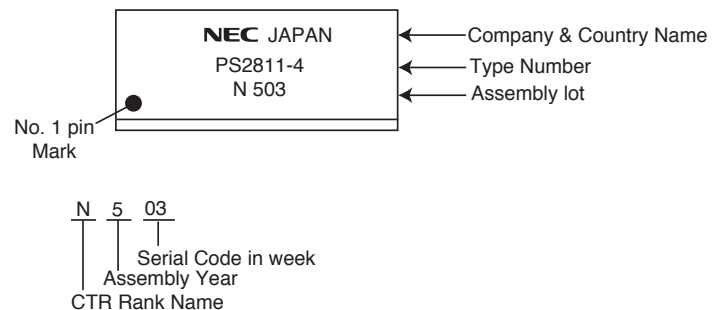 NEC JAPAN
Company & Country Name
PS2811-4
Type Number
N 503
Assembly lot
No. 1 pin
Mark
N 5 03
Serial Code in week
Assembly Year
CTR Rank Name